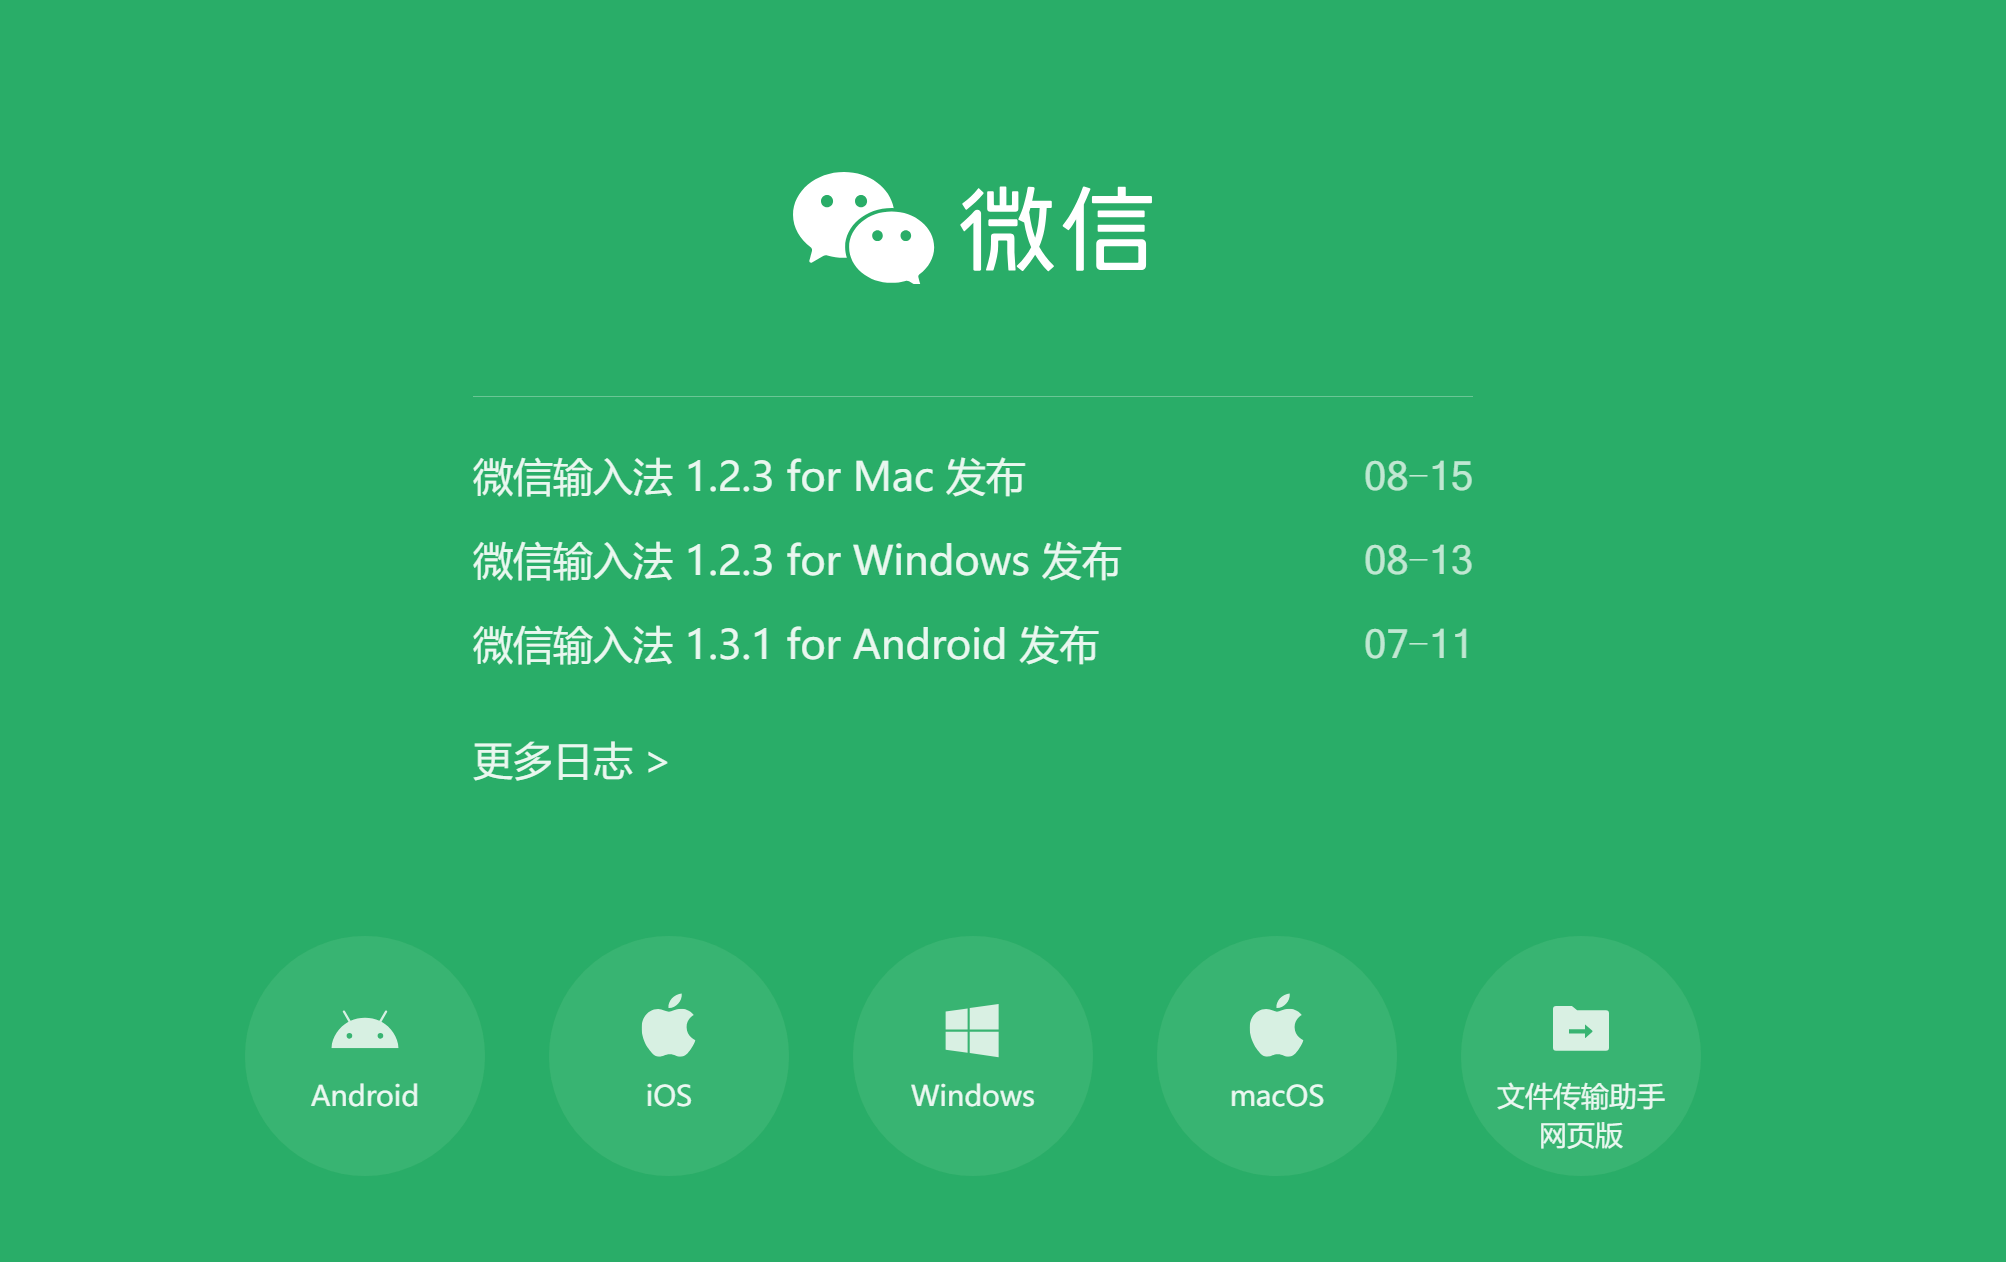 微信
微信输入法 1.2.3 for Mac 发布 08-15
微信输入法 1.2.3 for Windows 发布 08-13
微信输入法 1.3.1 for Android 发布 07-11
更多日志 >
Android
iOS
Windows
macOS
文件传输助手
网页版